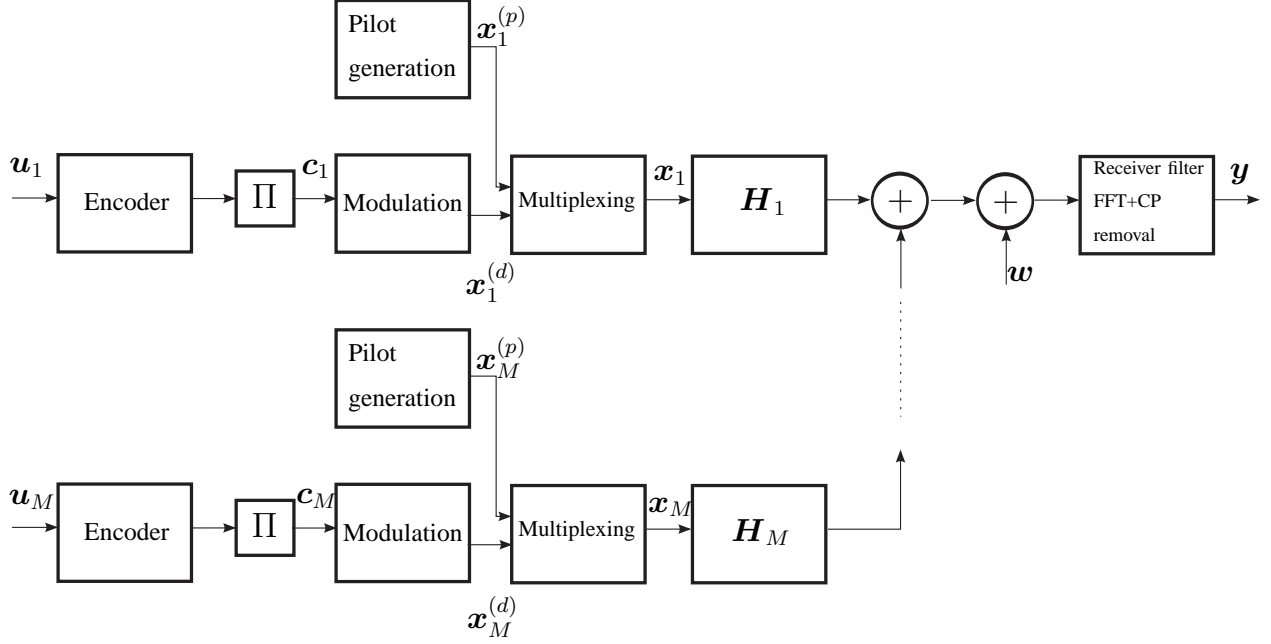 Pilot
generation
x_1^{(p)}
u_1
Encoder
Π
c_1
Modulation
Multiplexing
x_1
H_1
+
+
Receiver filter
FFT+CP
removal
y
x_1^{(d)}
w
Pilot
generation
x_M^{(p)}
u_M
Encoder
Π
c_M
Modulation
Multiplexing
x_M
H_M
x_M^{(d)}